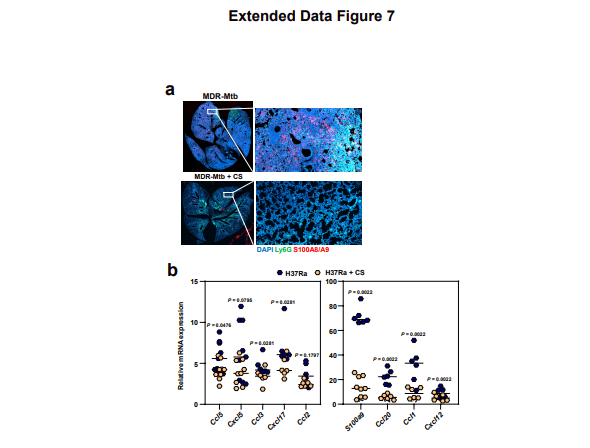 Extended Data Figure 7
a
MDR-Mtb
MDR-Mtb + CS
DAPI Ly6G S100A8/A9
b
H37Ra H37Ra + CS
Relative mRNA expression
15
10
5
0
P = 0.0476
P = 0.0795
P = 0.0281
P = 0.0281
P = 0.1797
Ccl5
Cxcl5
Ccl3
Cxcl17
Ccl2
100
80
60
40
20
0
P = 0.0022
P = 0.0022
P = 0.0022
P = 0.0022
S100a9
Ccl20
Ccl1
Cxcl12